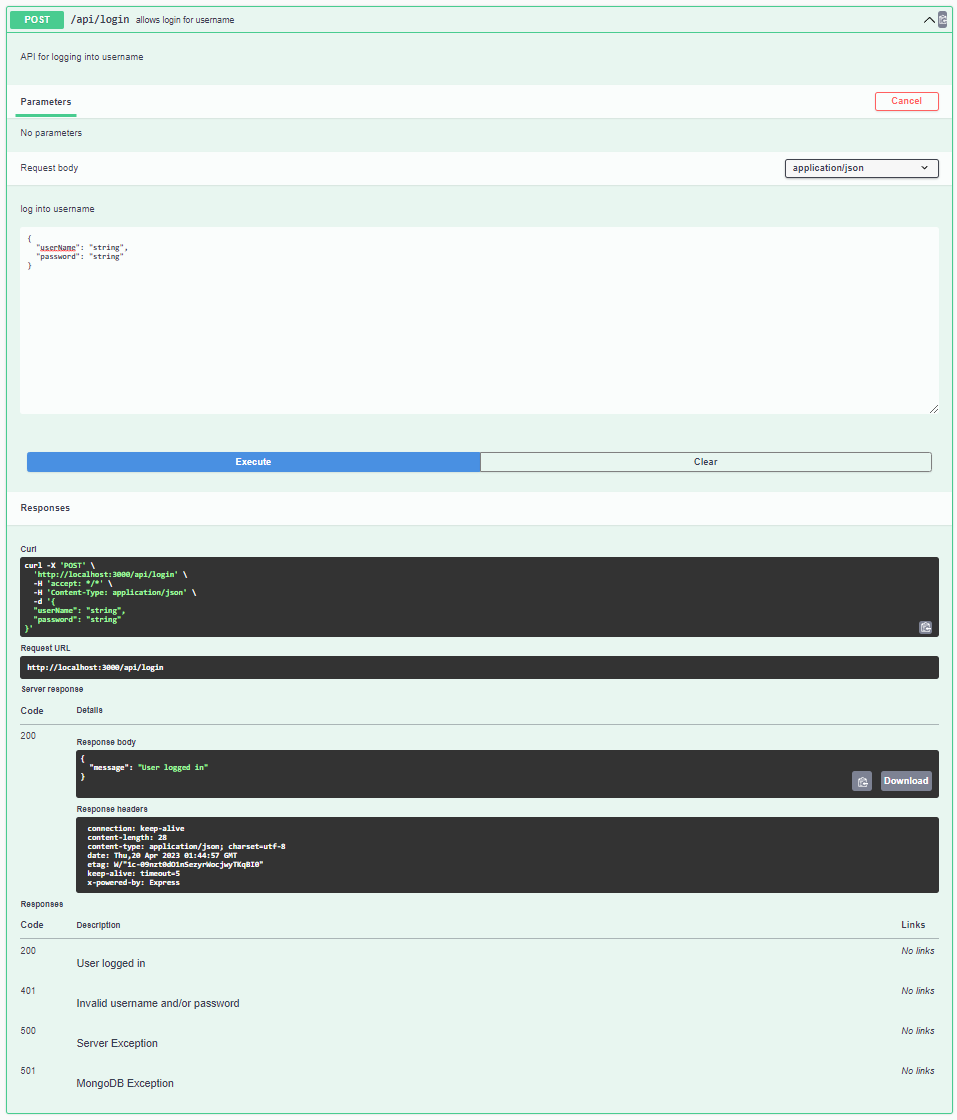 POST /api/login allows login for username
API for logging into username
Parameters
Cancel
No parameters
Request body
application/json
log into username
{
"userName": "string",
"password": "string"
}
Execute
Clear
Responses
Curl
curl -X 'POST' \
'http://localhost:3000/api/login' \
-H 'accept: */*' \
-H 'Content-Type: application/json' \
-d '{
"userName": "string",
"password": "string"
}'
Request URL
http://localhost:3000/api/login
Server response
Code Details
200
Response body
{
"message": "User logged in"
}
Download
Response headers
connection: keep-alive
content-length: 28
content-type: application/json; charset=utf-8
date: Thu,20 Apr 2023 01:44:57 GMT
etag: W/"1c-09nzt0dO1nSezyrWocjwyTKqBI0"
keep-alive: timeout=5
x-powered-by: Express
Responses
Code Description Links
200 No links
User logged in
401 No links
Invalid username and/or password
500 No links
Server Exception
501 No links
MongoDB Exception